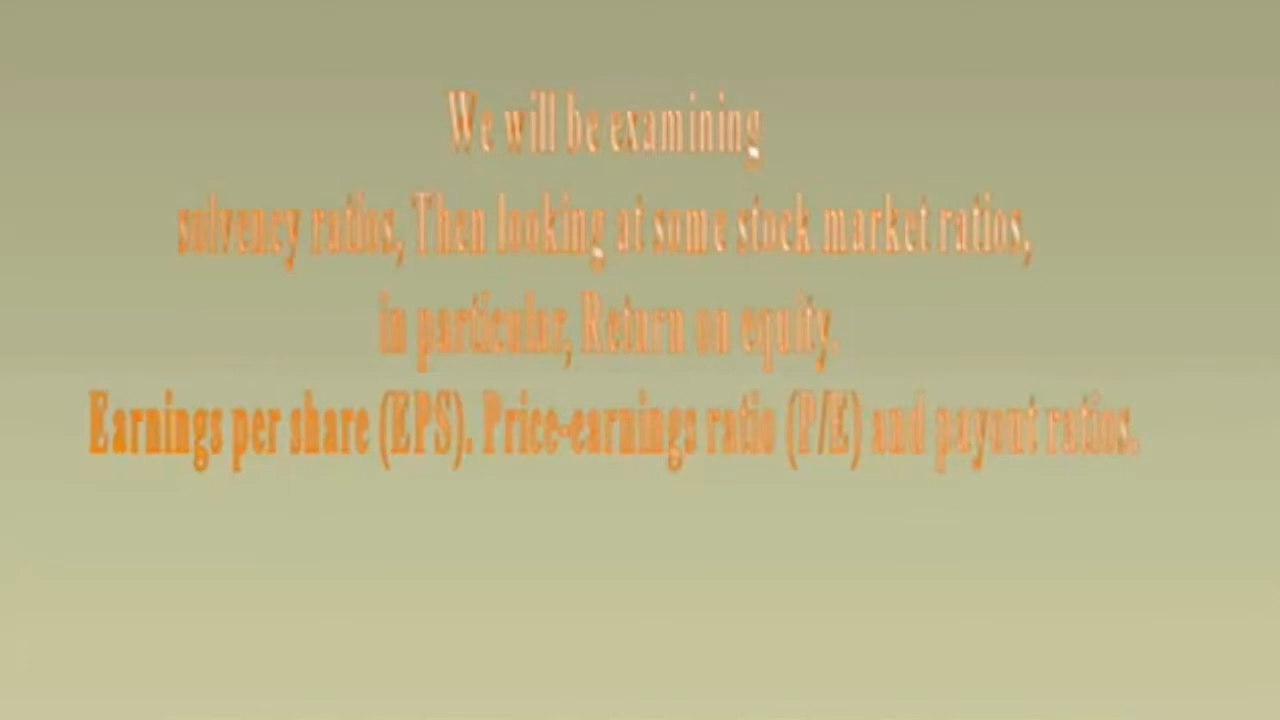 We will be examining
solvency ratios, Then looking at some stock market ratios,
in particular, Return on equity.
Earnings per share (EPS). Price-earnings ratio (P/E) and payout ratios.